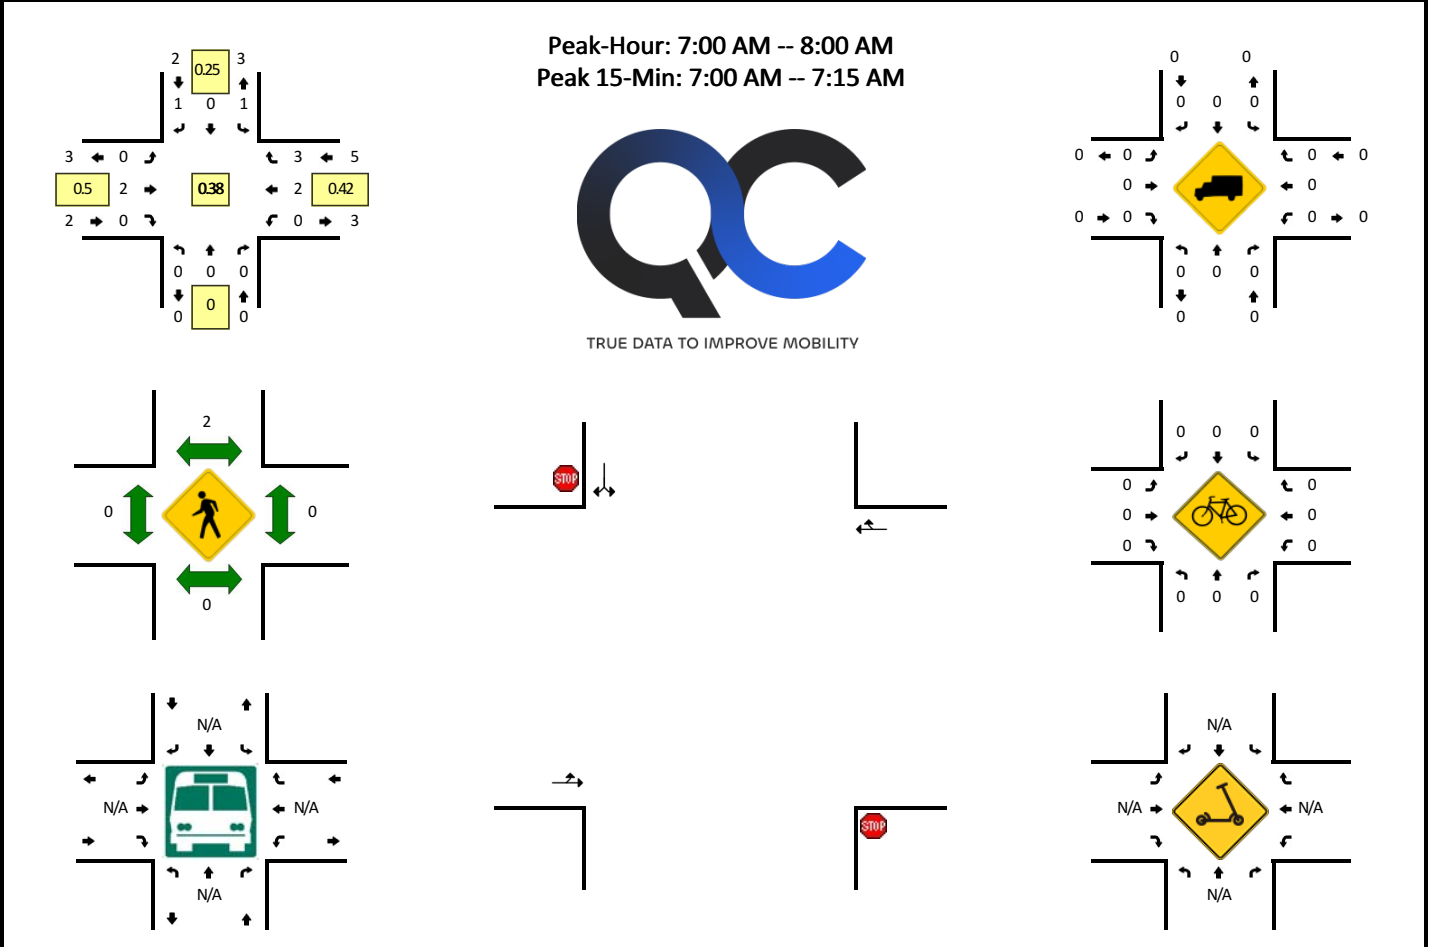 Peak-Hour: 7:00 AM -- 8:00 AM
Peak 15-Min: 7:00 AM -- 7:15 AM
2 0.25 3
1 0 1
3 0 3 5
0.5 2 0.38 2 0.42
2 0 0 3
0 0 0
0 0 0
QC
TRUE DATA TO IMPROVE MOBILITY
0 0
0 0 0
0 0 0 0
0 0
0 0 0 0
0 0 0
0 0
2
0 0
0
STOP
STOP
0 0 0
0 0
0 0
0 0
0 0 0
N/A
N/A N/A
N/A
N/A
N/A N/A
N/A